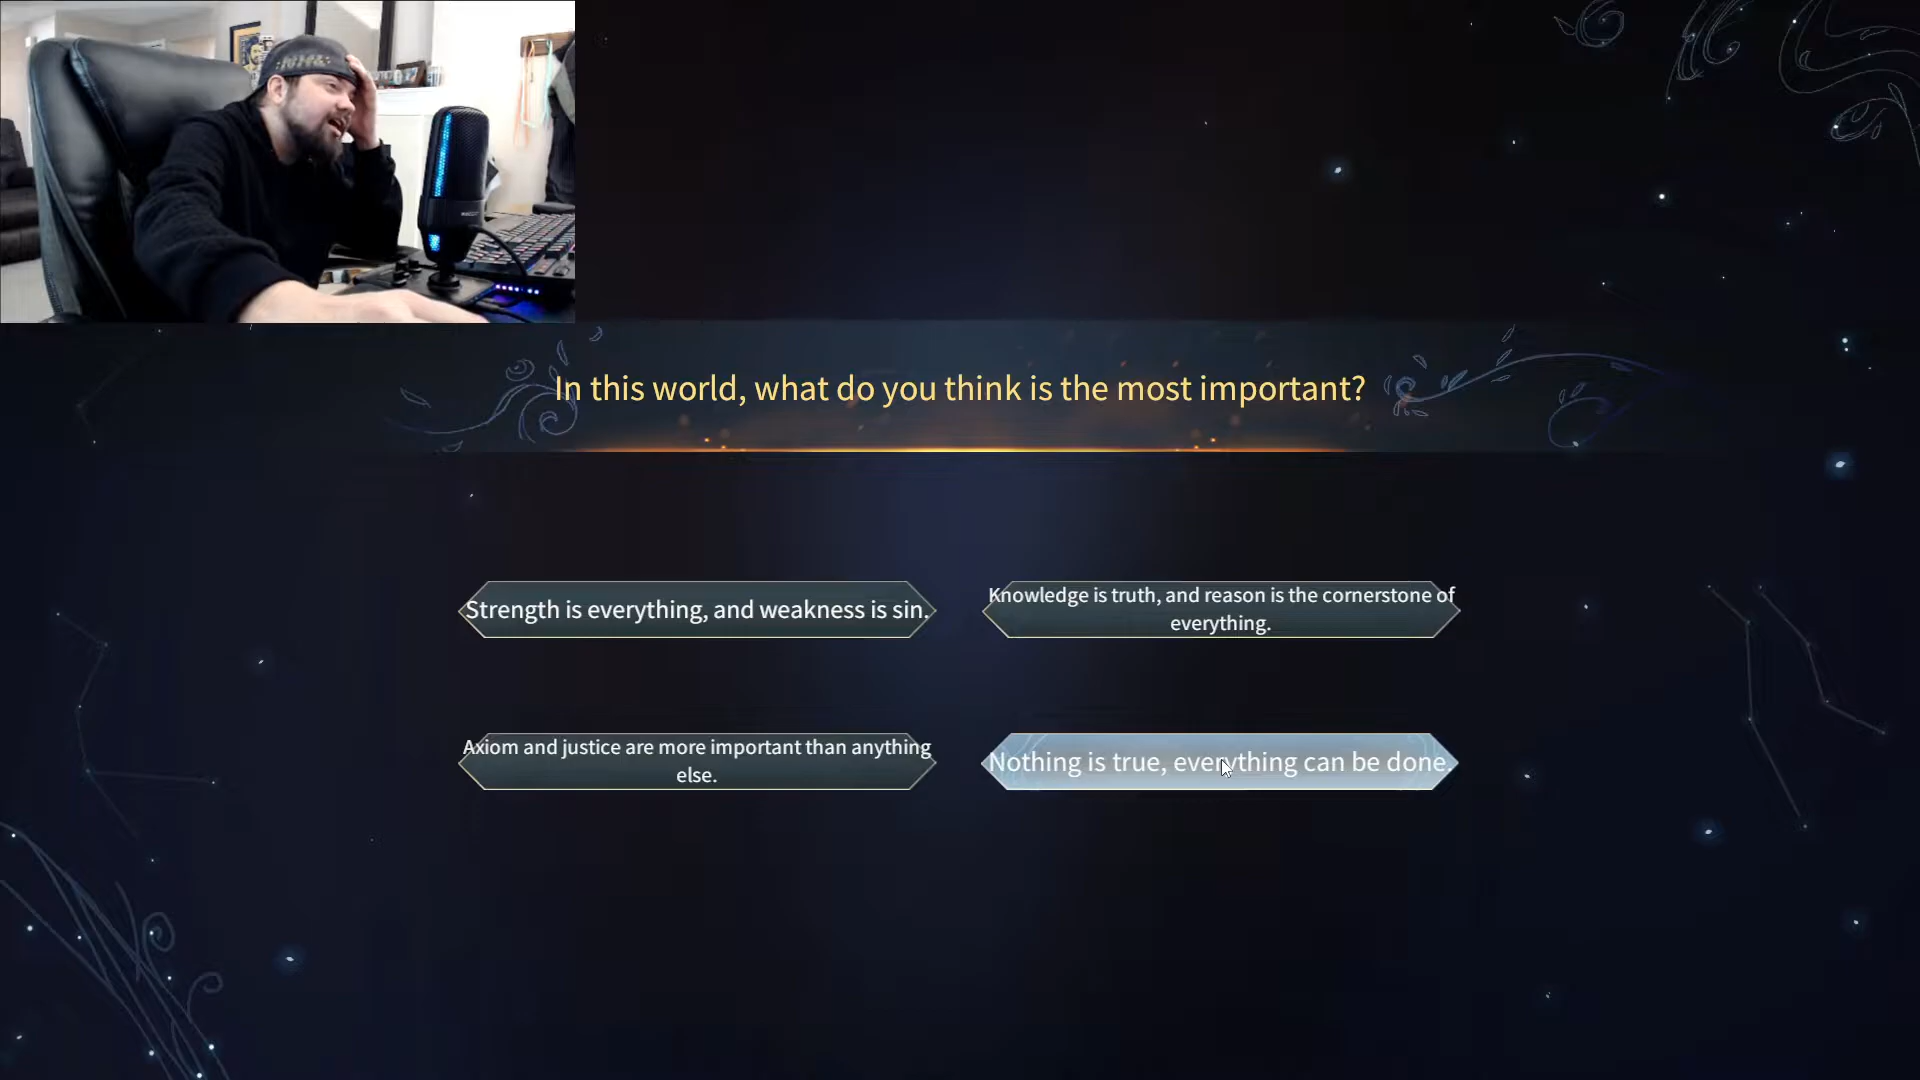 In this world, what do you think is the most important?
Strength is everything, and weakness is sin.
Knowledge is truth, and reason is the cornerstone of
everything.
Axiom and justice are more important than anything
else.
Nothing is true, everything can be done.